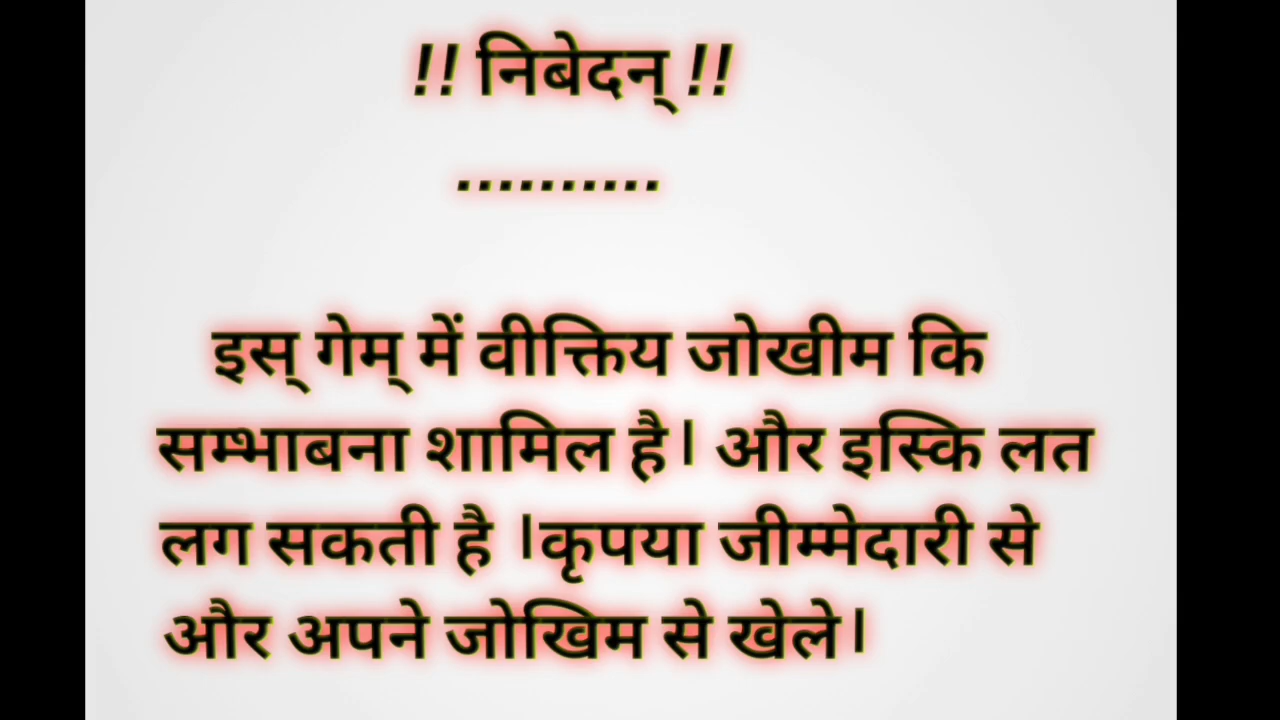 !! निबेदन् !!
..........
इस् गेम् में वीत्तिय जोखीम कि
सम्भाबना शामिल है। और इस्कि लत
लग सकती है ।कृपया जीम्मेदारी से
और अपने जोखिम से खेले।